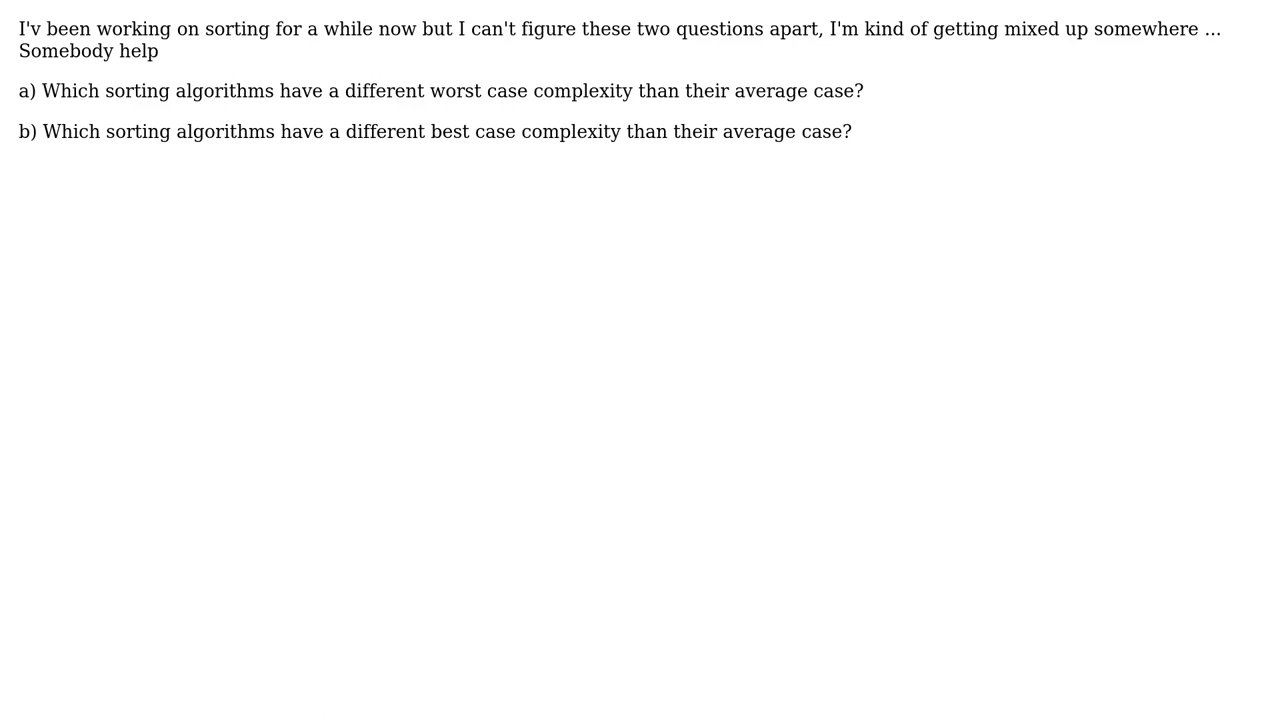 I'v been working on sorting for a while now but I can't figure these two questions apart, I'm kind of getting mixed up somewhere ...
Somebody help
a) Which sorting algorithms have a different worst case complexity than their average case?
b) Which sorting algorithms have a different best case complexity than their average case?